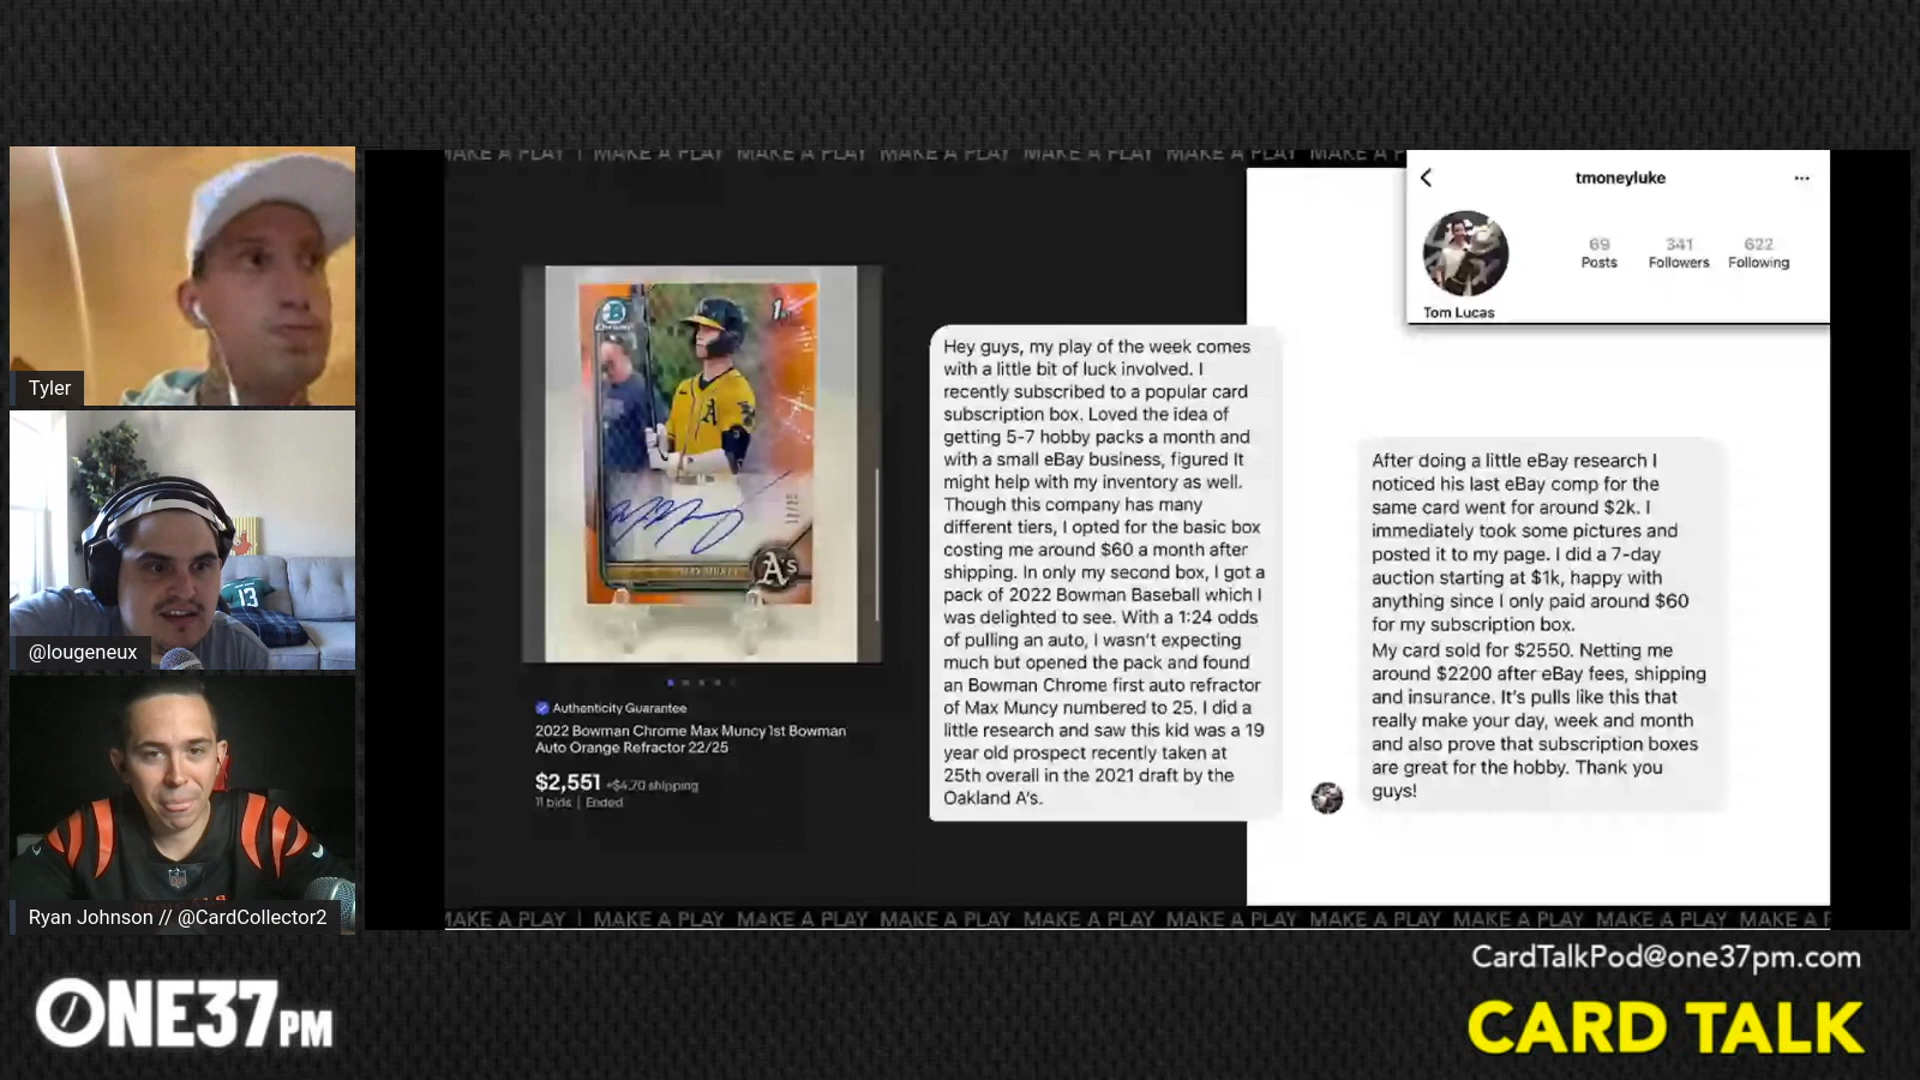 MAKE A PLAY | MAKE A PLAY MAKE A PLAY MAKE A PLAY MAKE A PLAY MAKE A PLAY MAKE A P
Tyler
@lougeneux
13
Ryan Johnson // @CardCollector2
Chrome
1st
MAX MUNCY
A's
Authenticity Guarantee
2022 Bowman Chrome Max Muncy 1st Bowman
Auto Orange Refractor 22/25
$2,551 +$4.70 shipping
11 bids | Ended
Hey guys, my play of the week comes
with a little bit of luck involved. I
recently subscribed to a popular card
subscription box. Loved the idea of
getting 5-7 hobby packs a month and
with a small eBay business, figured It
might help with my inventory as well.
Though this company has many
different tiers, I opted for the basic box
costing me around $60 a month after
shipping. In only my second box, I got a
pack of 2022 Bowman Baseball which I
was delighted to see. With a 1:24 odds
of pulling an auto, I wasn't expecting
much but opened the pack and found
an Bowman Chrome first auto refractor
of Max Muncy numbered to 25. I did a
little research and saw this kid was a 19
year old prospect recently taken at
25th overall in the 2021 draft by the
Oakland A's.
tmoneyluke
69 341 622
Posts Followers Following
Tom Lucas
After doing a little eBay research I
noticed his last eBay comp for the
same card went for around $2k. I
immediately took some pictures and
posted it to my page. I did a 7-day
auction starting at $1k, happy with
anything since I only paid around $60
for my subscription box.
My card sold for $2550. Netting me
around $2200 after eBay fees, shipping
and insurance. It's pulls like this that
really make your day, week and month
and also prove that subscription boxes
are great for the hobby. Thank you
guys!
MAKE A PLAY | MAKE A PLAY MAKE A PLAY MAKE A PLAY MAKE A PLAY MAKE A PLAY MAKE A PLAY MAKE A PLAY MAKE A PLAY MAKE A P
ONE37PM
CardTalkPod@one37pm.com
CARD TALK